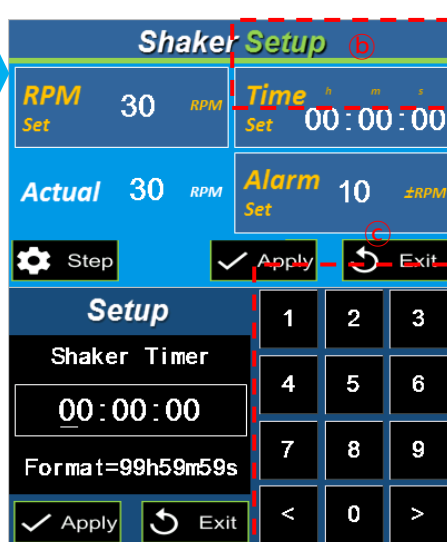 Shaker Setup
ⓑ
RPM Set 30 RPM
Time Set h m s 00:00:00
Actual 30 RPM
Alarm Set 10 ±RPM
ⓒ
Step Apply Exit
Setup
Shaker Timer
00:00:00
Format=99h59m59s
Apply Exit
1 2 3
4 5 6
7 8 9
< 0 >